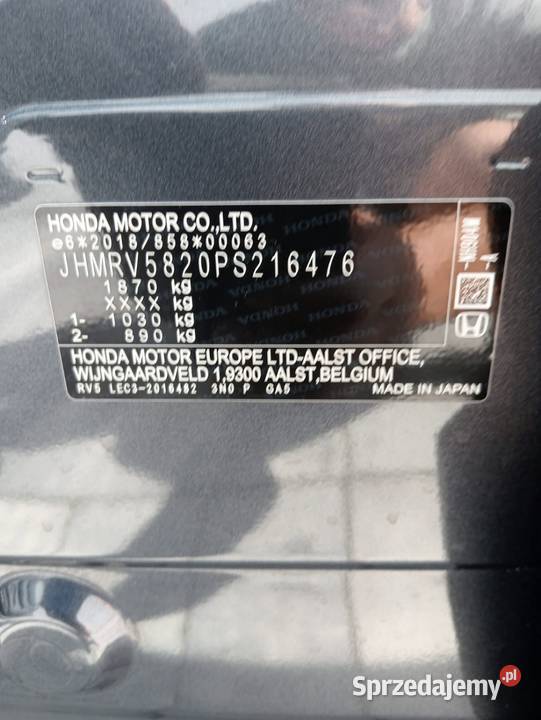 HONDA MOTOR CO.,LTD.
e6*2018/858*00063
JHMRV5820PS216476
1870 kg
XXXX kg
1- 1030 kg
2- 890 kg
HONDA MOTOR EUROPE LTD-AALST OFFICE,
WIJNGAARDVELD 1,9300 AALST,BELGIUM
RV5 LEC3-2016482 3N0 P GA5
MADE IN JAPAN
Sprzedajemy.pl